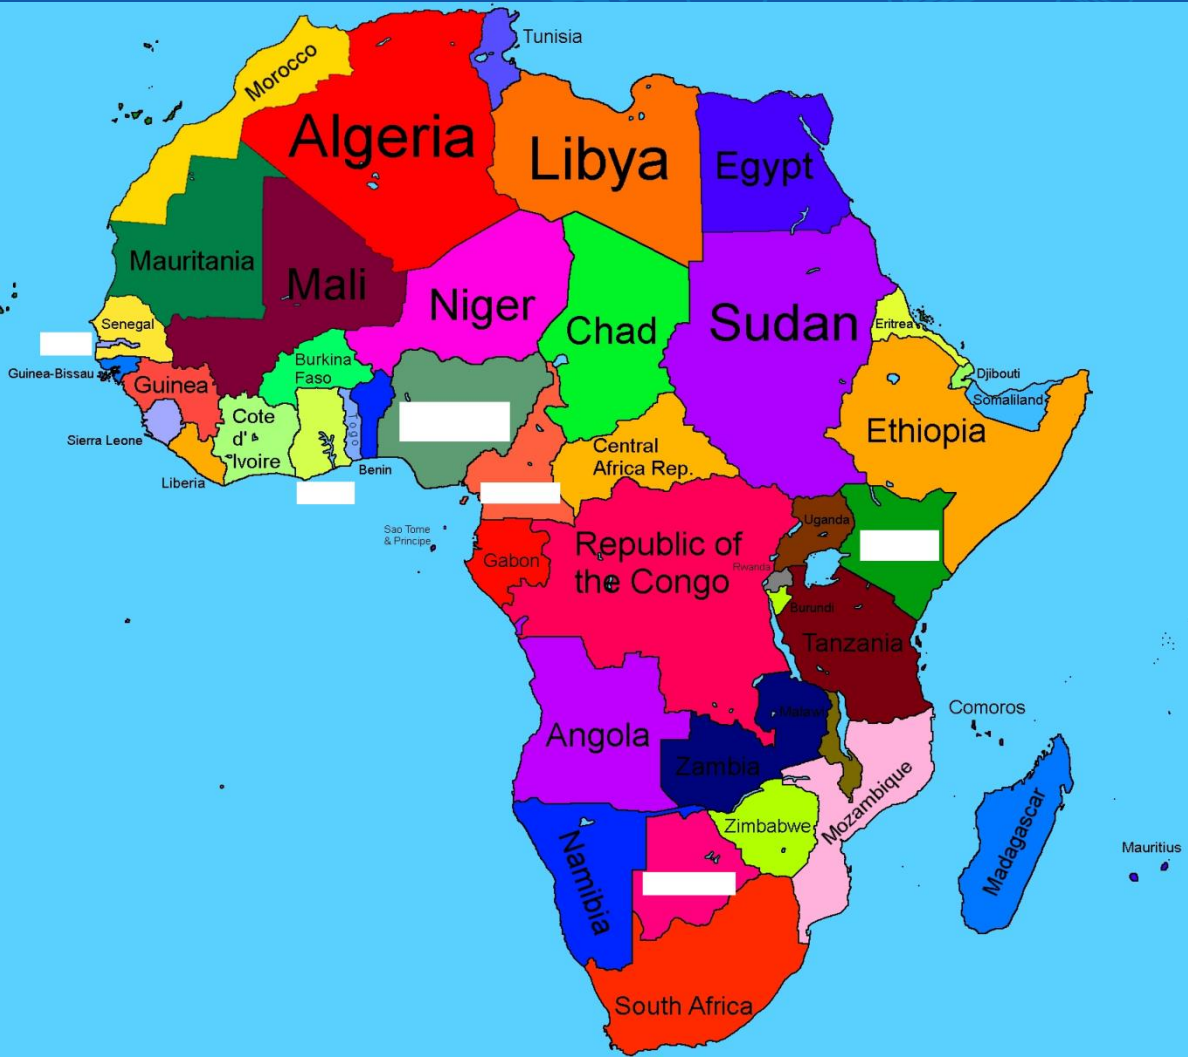 Tunisia
Morocco
Algeria
Libya
Egypt
Mauritania
Mali
Niger
Chad
Sudan
Senegal
Eritrea
Guinea-Bissau
Guinea
Burkina
Faso
Djibouti
Somaliland
Cote
d'
Ivoire
Togo
Ethiopia
Sierra Leone
Liberia
Benin
Central
Africa Rep.
Sao Tome
& Principe
Gabon
Republic of
the Congo
Uganda
Rwanda
Burundi
Tanzania
Angola
Malawi
Zambia
Comoros
Mozambique
Zimbabwe
Namibia
Madagascar
Mauritius
South Africa